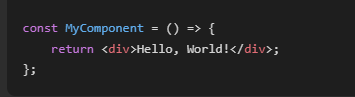 const MyComponent = () => {
    return <div>Hello, World!</div>;
};